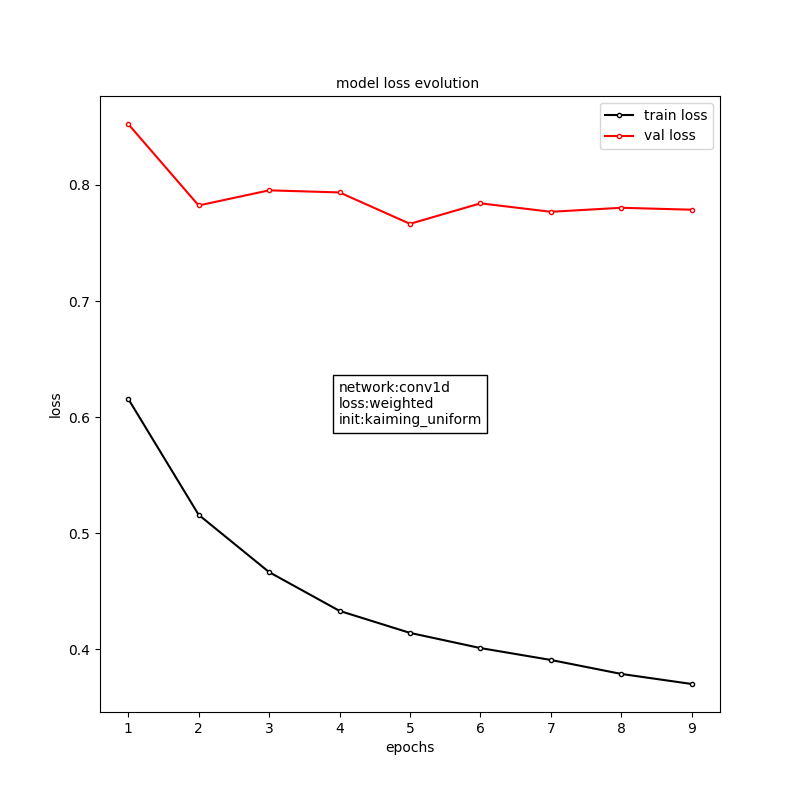 model loss evolution
train loss
val loss
0.8
0.7
0.6
0.5
0.4
loss
network:conv1d
loss:weighted
init:kaiming_uniform
1 2 3 4 5 6 7 8 9
epochs